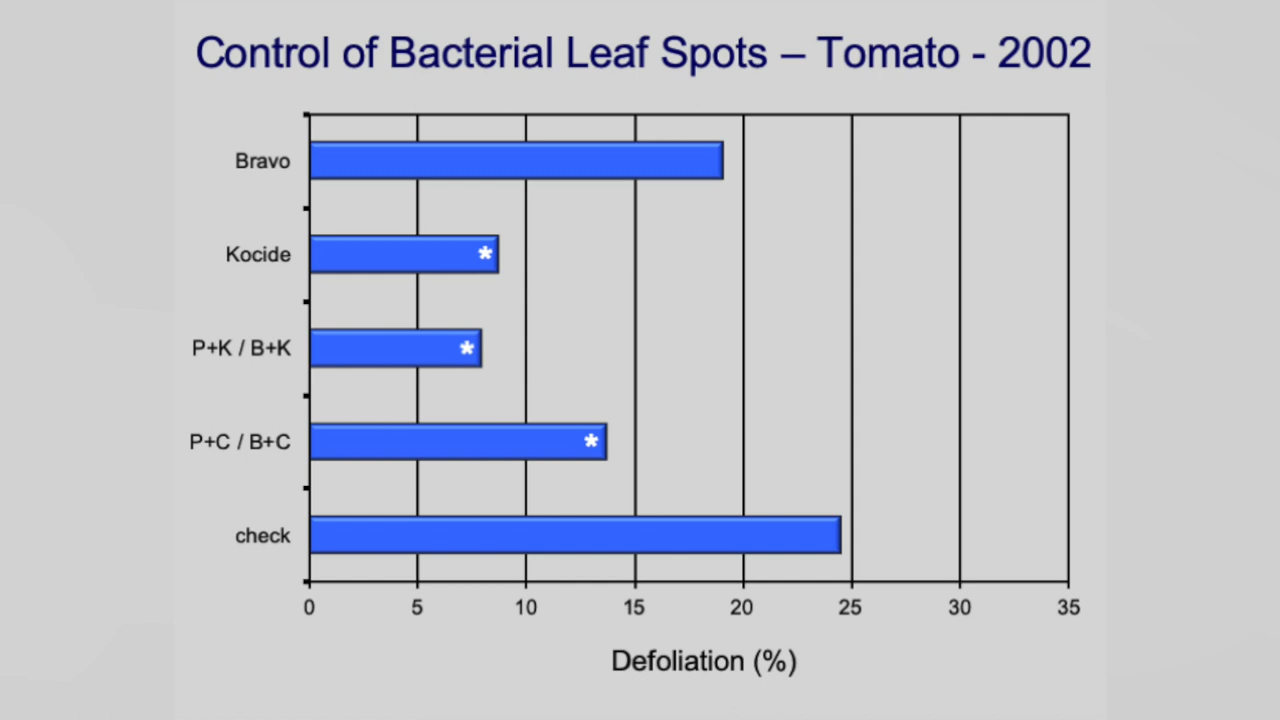 Control of Bacterial Leaf Spots – Tomato - 2002
Bravo
Kocide *
P+K / B+K *
P+C / B+C *
check
0 5 10 15 20 25 30 35
Defoliation (%)